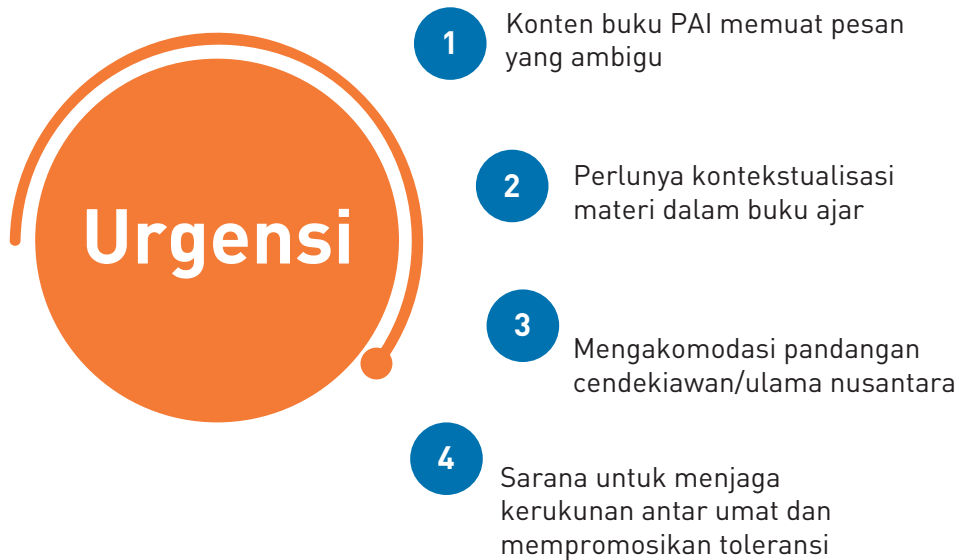 Urgensi
1
Konten buku PAI memuat pesan
yang ambigu
2
Perlunya kontekstualisasi
materi dalam buku ajar
3
Mengakomodasi pandangan
cendekiawan/ulama nusantara
4
Sarana untuk menjaga
kerukunan antar umat dan
mempromosikan toleransi